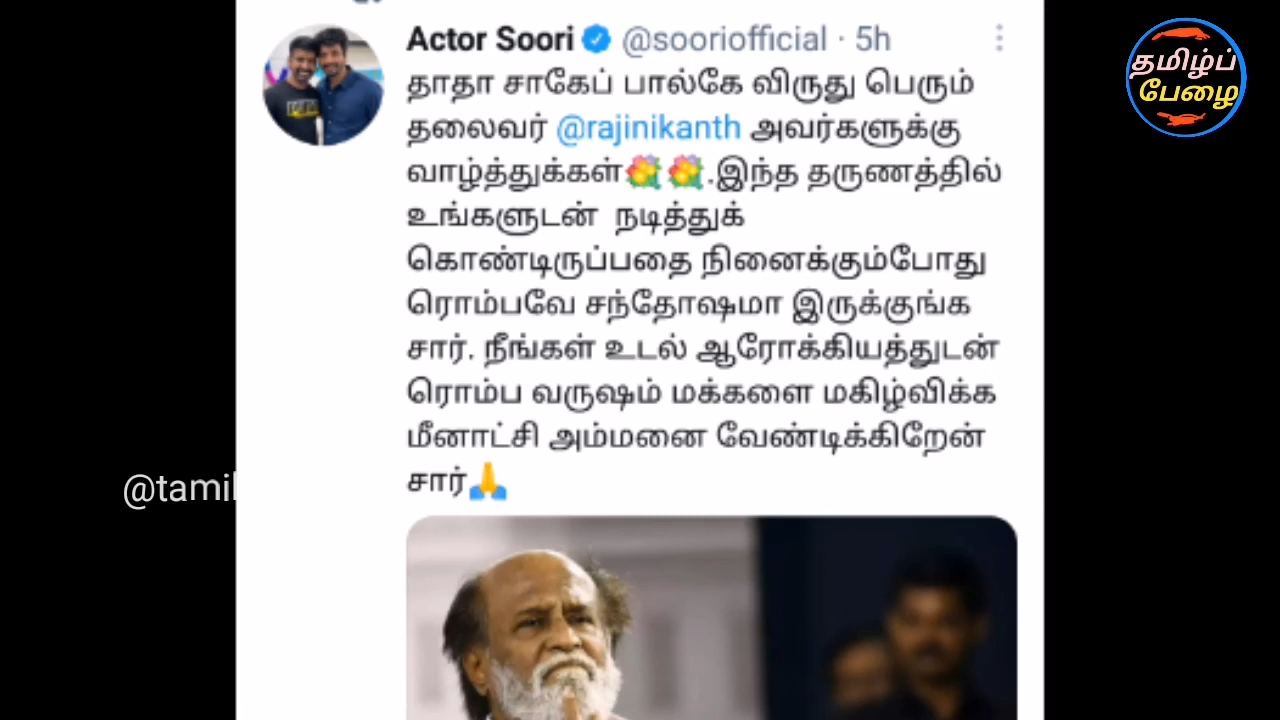 Actor Soori @sooriofficial · 5h
தாதா சாகேப் பால்கே விருது பெரும்
தலைவர் @rajinikanth அவர்களுக்கு
வாழ்த்துக்கள்💐💐.இந்த தருணத்தில்
உங்களுடன் நடித்துக்
கொண்டிருப்பதை நினைக்கும்போது
ரொம்பவே சந்தோஷமா இருக்குங்க
சார். நீங்கள் உடல் ஆரோக்கியத்துடன்
ரொம்ப வருஷம் மக்களை மகிழ்விக்க
மீனாட்சி அம்மனை வேண்டிக்கிறேன்
சார்🙏
தமிழ்ப்
பேழை
@tamil